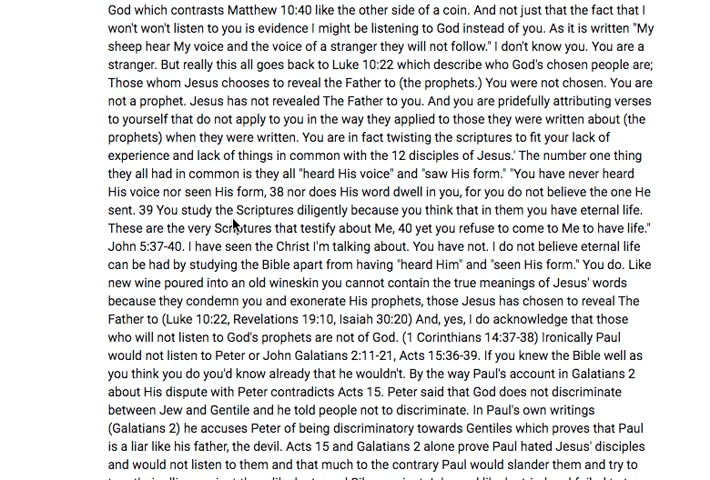 God which contrasts Matthew 10:40 like the other side of a coin. And not just that the fact that I
won't won't listen to you is evidence I might be listening to God instead of you. As it is written "My
sheep hear My voice and the voice of a stranger they will not follow." I don't know you. You are a
stranger. But really this all goes back to Luke 10:22 which describe who God's chosen people are;
Those whom Jesus chooses to reveal the Father to (the prophets.) You were not chosen. You are
not a prophet. Jesus has not revealed The Father to you. And you are pridefully attributing verses
to yourself that do not apply to you in the way they applied to those they were written about (the
prophets) when they were written. You are in fact twisting the scriptures to fit your lack of
experience and lack of things in common with the 12 disciples of Jesus.' The number one thing
they all had in common is they all "heard His voice" and "saw His form." "You have never heard
His voice nor seen His form, 38 nor does His word dwell in you, for you do not believe the one He
sent. 39 You study the Scriptures diligently because you think that in them you have eternal life.
These are the very Scriptures that testify about Me, 40 yet you refuse to come to Me to have life."
John 5:37-40. I have seen the Christ I'm talking about. You have not. I do not believe eternal life
can be had by studying the Bible apart from having "heard Him" and "seen His form." You do. Like
new wine poured into an old wineskin you cannot contain the true meanings of Jesus' words
because they condemn you and exonerate His prophets, those Jesus has chosen to reveal The
Father to (Luke 10:22, Revelations 19:10, Isaiah 30:20) And, yes, I do acknowledge that those
who will not listen to God's prophets are not of God. (1 Corinthians 14:37-38) Ironically Paul
would not listen to Peter or John Galatians 2:11-21, Acts 15:36-39. If you knew the Bible well as
you think you do you'd know already that he wouldn't. By the way Paul's account in Galatians 2
about His dispute with Peter contradicts Acts 15. Peter said that God does not discriminate
between Jew and Gentile and he told people not to discriminate. In Paul's own writings
(Galatians 2) he accuses Peter of being discriminatory towards Gentiles which proves that Paul
is a liar like his father, the devil. Acts 15 and Galatians 2 alone prove Paul hated Jesus' disciples
and would not listen to them and that much to the contrary Paul would slander them and try to